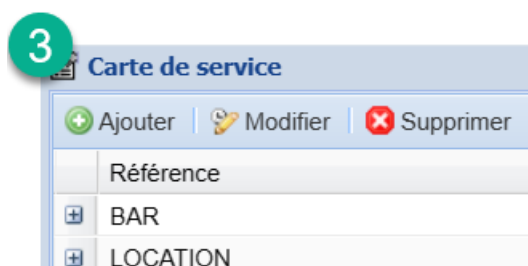 3
Carte de service
Ajouter Modifier Supprimer
Référence
BAR
LOCATION